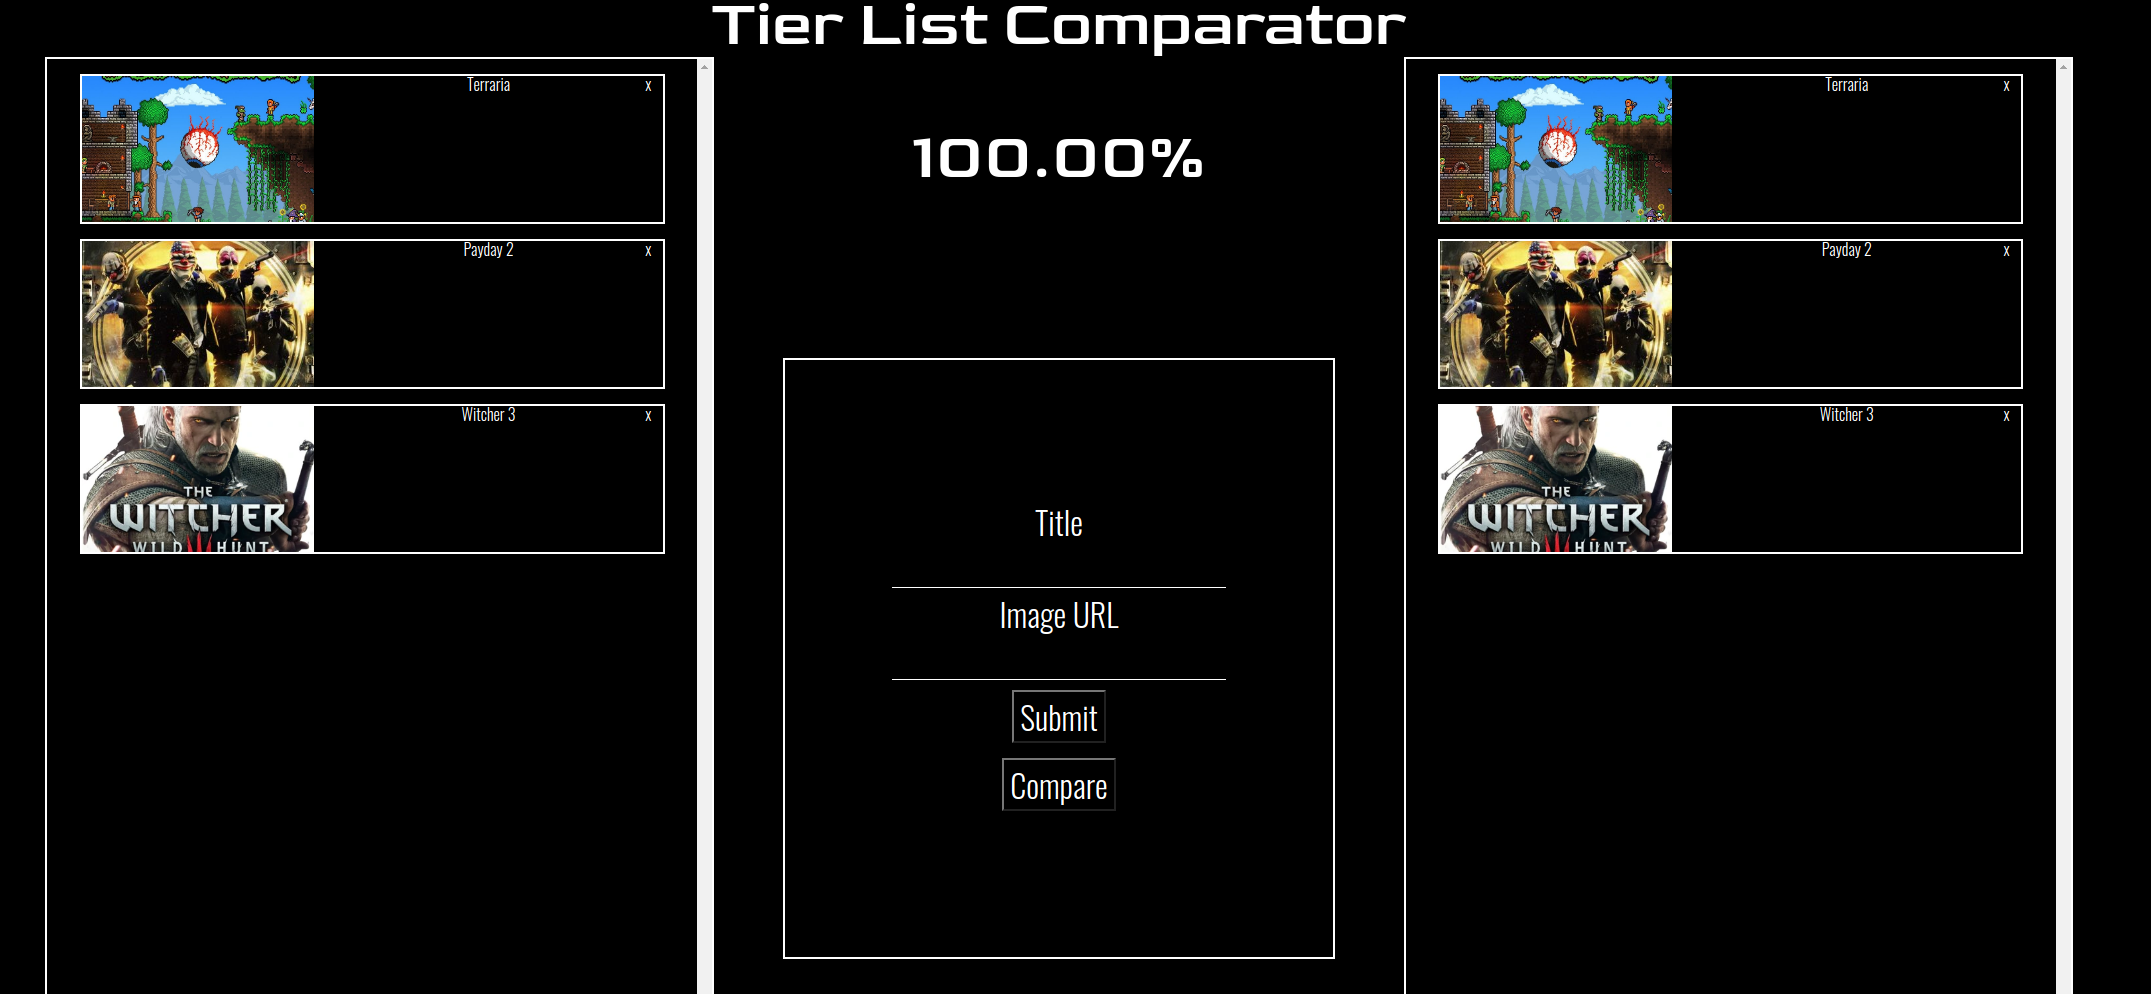 Tier List Comparator
Terraria
x
Payday 2
x
Witcher 3
x
THE
WITCHER
WILD HUNT
100.00%
Title
Image URL
Submit
Compare
Terraria
x
Payday 2
x
Witcher 3
x
THE
WITCHER
WILD HUNT